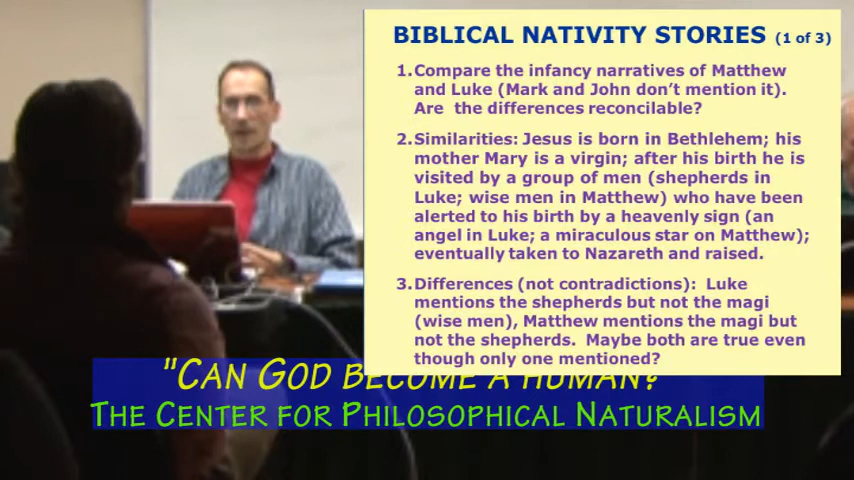 BIBLICAL NATIVITY STORIES (1 of 3)
1. Compare the infancy narratives of Matthew
and Luke (Mark and John don't mention it).
Are the differences reconcilable?
2. Similarities: Jesus is born in Bethlehem; his
mother Mary is a virgin; after his birth he is
visited by a group of men (shepherds in
Luke; wise men in Matthew) who have been
alerted to his birth by a heavenly sign (an
angel in Luke; a miraculous star on Matthew);
eventually taken to Nazareth and raised.
3. Differences (not contradictions): Luke
mentions the shepherds but not the magi
(wise men), Matthew mentions the magi but
not the shepherds. Maybe both are true even
though only one mentioned?
"CAN GOD BECOME A HUMAN?
THE CENTER FOR PHILOSOPHICAL NATURALISM